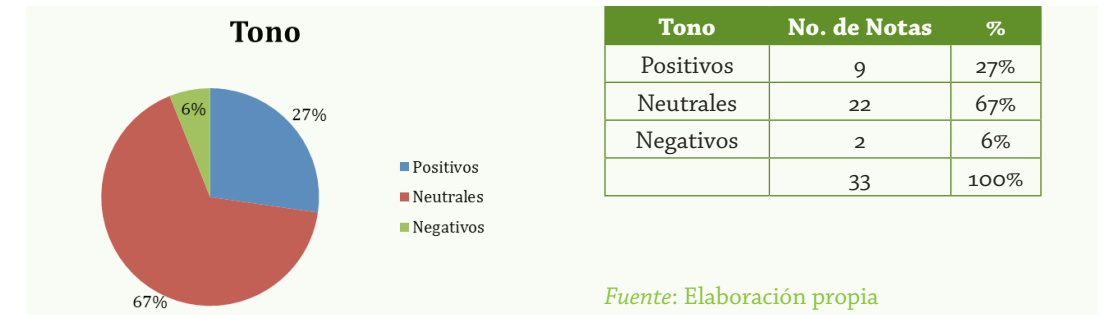 Tono
6%
27%
67%
Positivos
Neutrales
Negativos
Tono No. de Notas %
Positivos 9 27%
Neutrales 22 67%
Negativos 2 6%
33 100%
Fuente: Elaboración propia